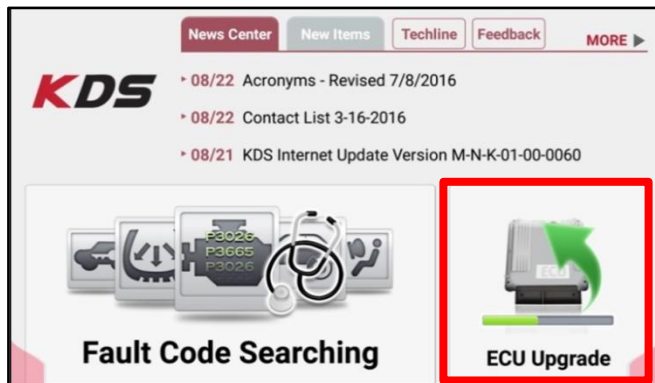 News Center New Items Techline Feedback MORE ▶
KDS
‣ 08/22 Acronyms - Revised 7/8/2016
‣ 08/22 Contact List 3-16-2016
‣ 08/21 KDS Internet Update Version M-N-K-01-00-0060
P3026
P3665
P3026
ECU
Fault Code Searching
ECU Upgrade